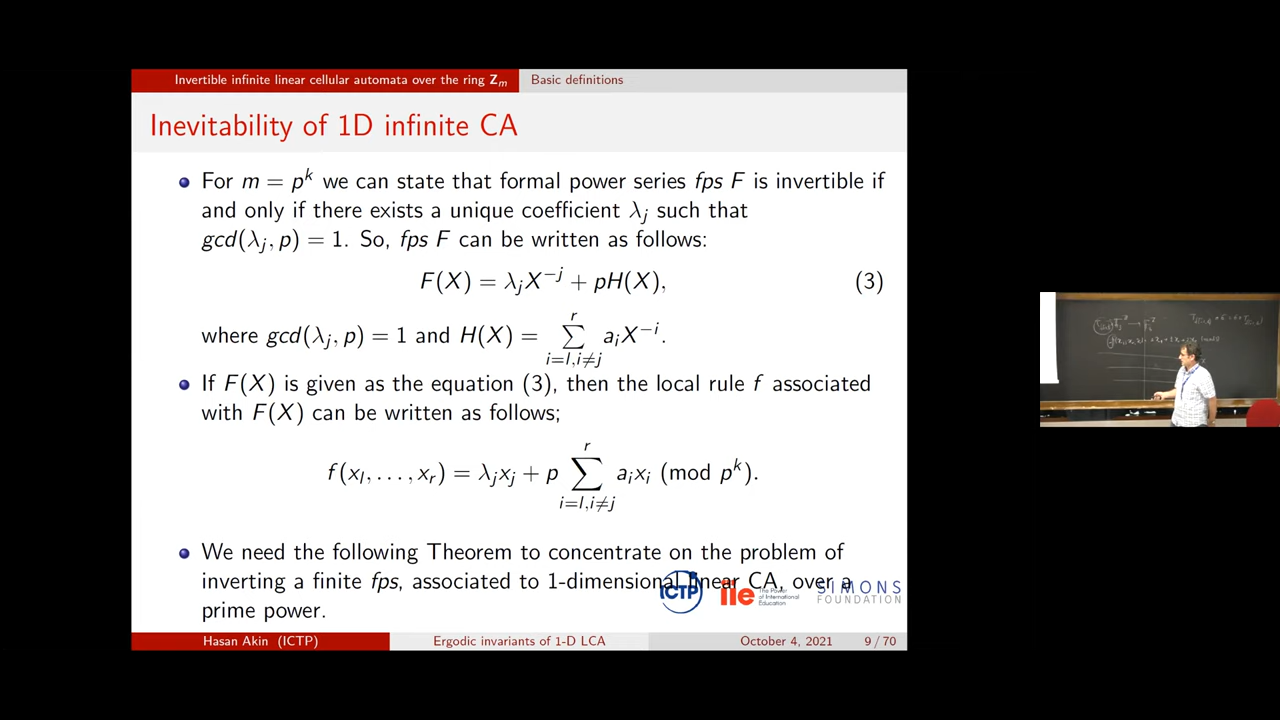 Invertible infinite linear cellular automata over the ring Z_m Basic definitions
Inevitability of 1D infinite CA
For m = p^k we can state that formal power series fps F is invertible if
and only if there exists a unique coefficient λ_j such that
gcd(λ_j, p) = 1. So, fps F can be written as follows:
F(X) = λ_j X^{-j} + pH(X), (3)
where gcd(λ_j, p) = 1 and H(X) = ∑_{i=l,i≠j}^{r} a_i X^{-i}.
If F(X) is given as the equation (3), then the local rule f associated
with F(X) can be written as follows;
f(x_l, . . . , x_r) = λ_j x_j + p ∑_{i=l,i≠j}^{r} a_i x_i (mod p^k).
We need the following Theorem to concentrate on the problem of
inverting a finite fps, associated to 1-dimensional linear CA, over a
prime power.
ICTP iie The Power of International Education SIMONS FOUNDATION
Hasan Akin (ICTP) Ergodic invariants of 1-D LCA October 4, 2021 9 / 70